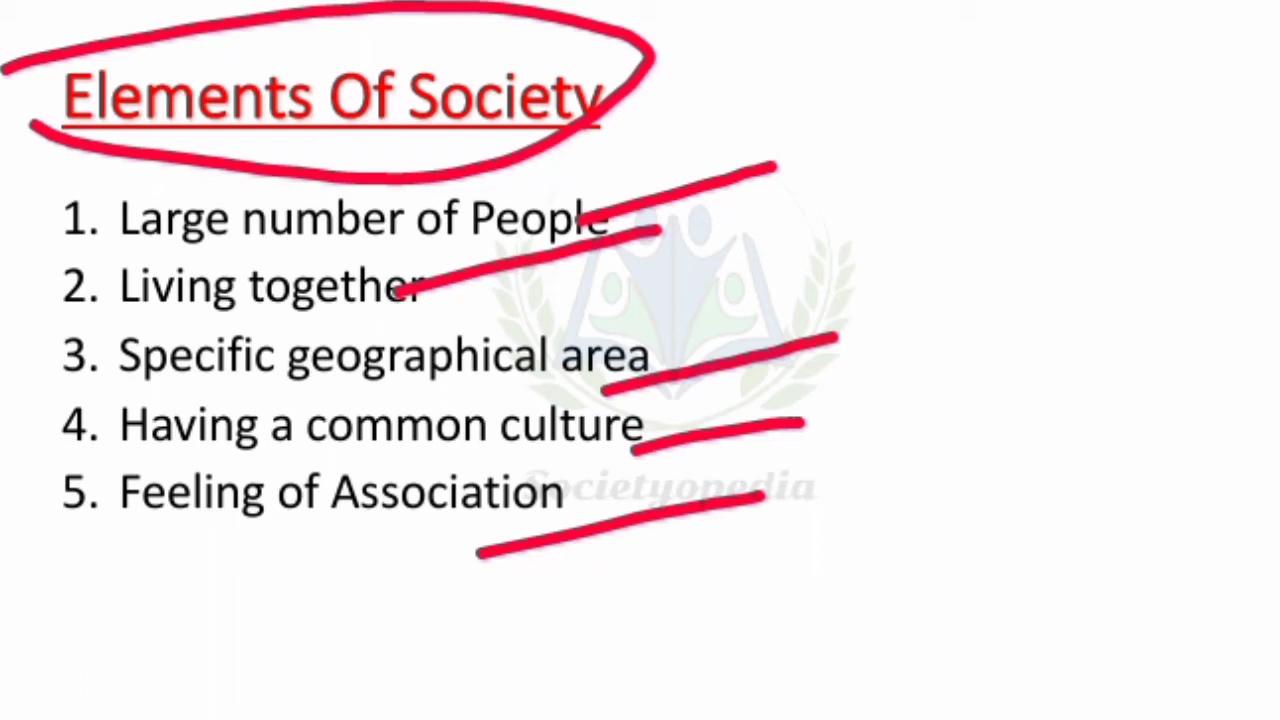 Elements Of Society
1. Large number of People
2. Living together
3. Specific geographical area
4. Having a common culture
5. Feeling of Association
Societyopedia